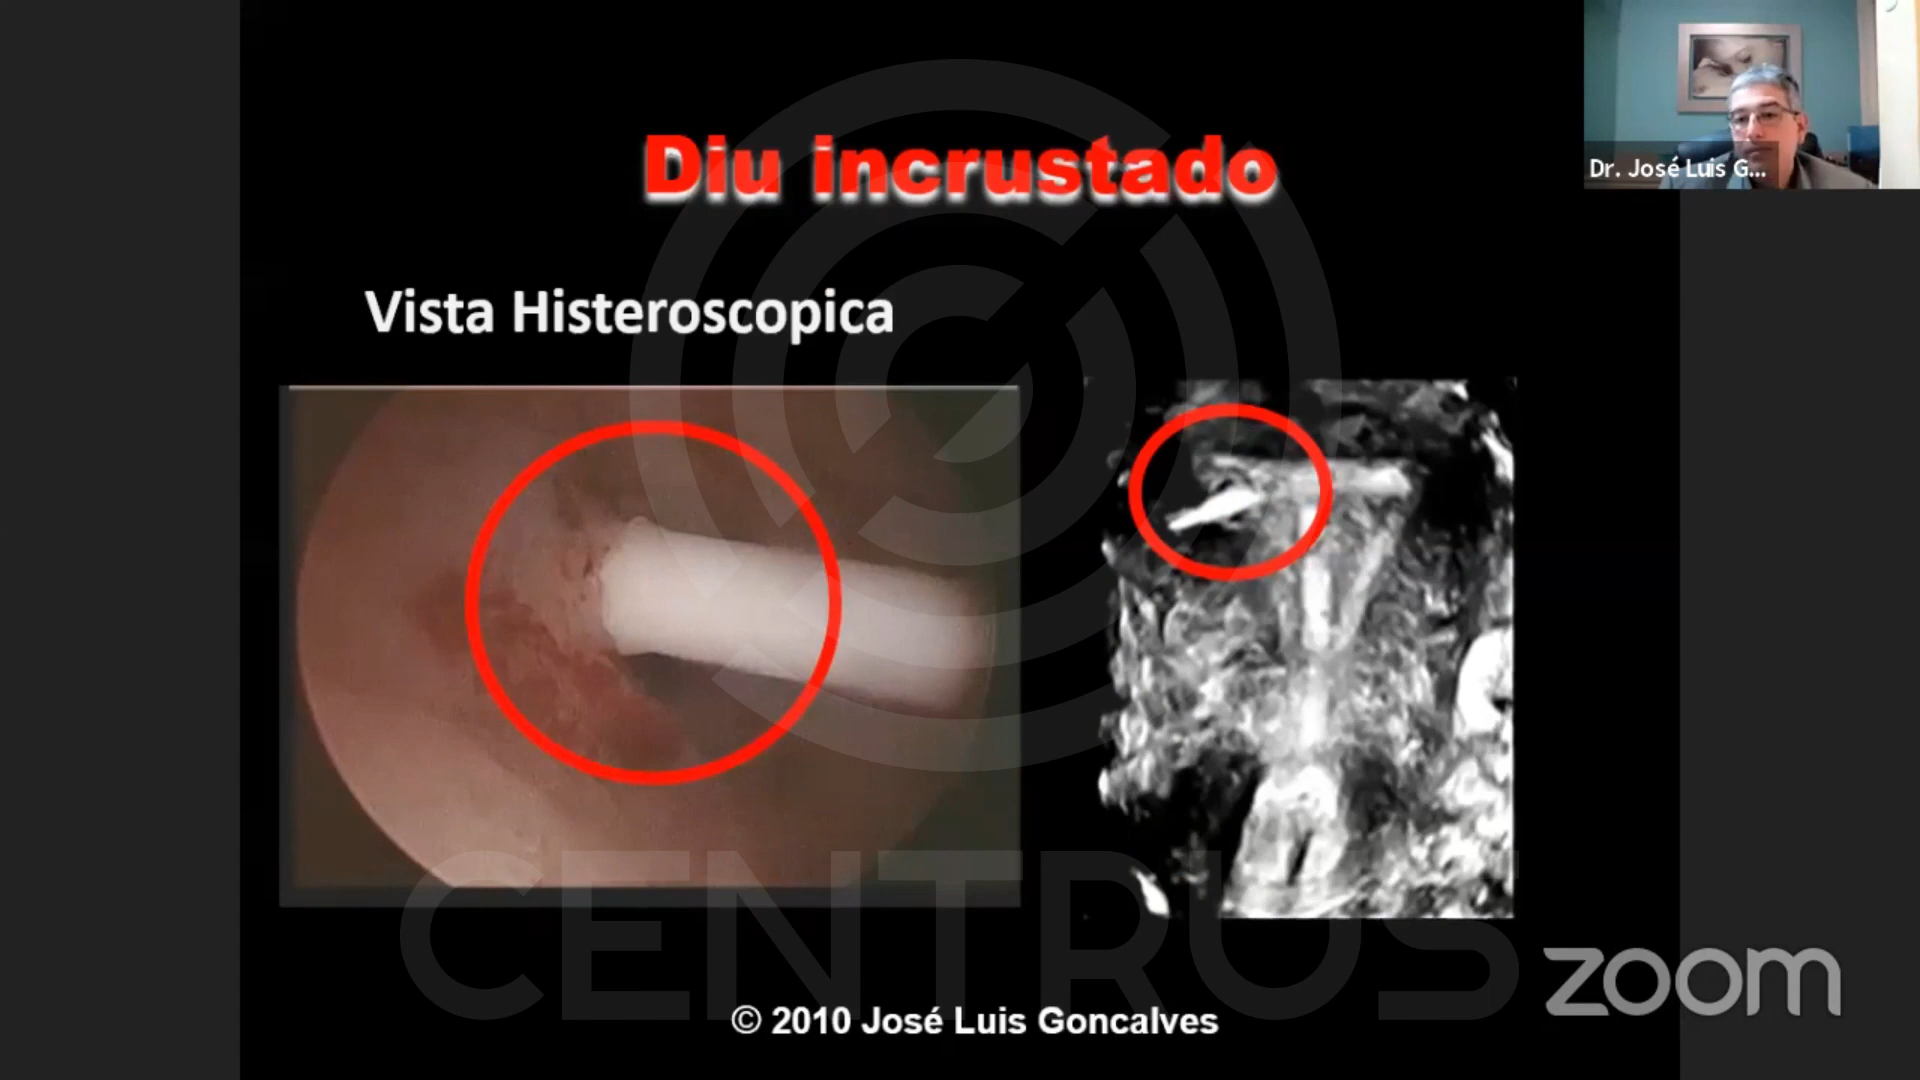 Diu incrustado
Dr. José Luis G...
Vista Histeroscopica
CENTRUS
zoom
© 2010 José Luis Goncalves